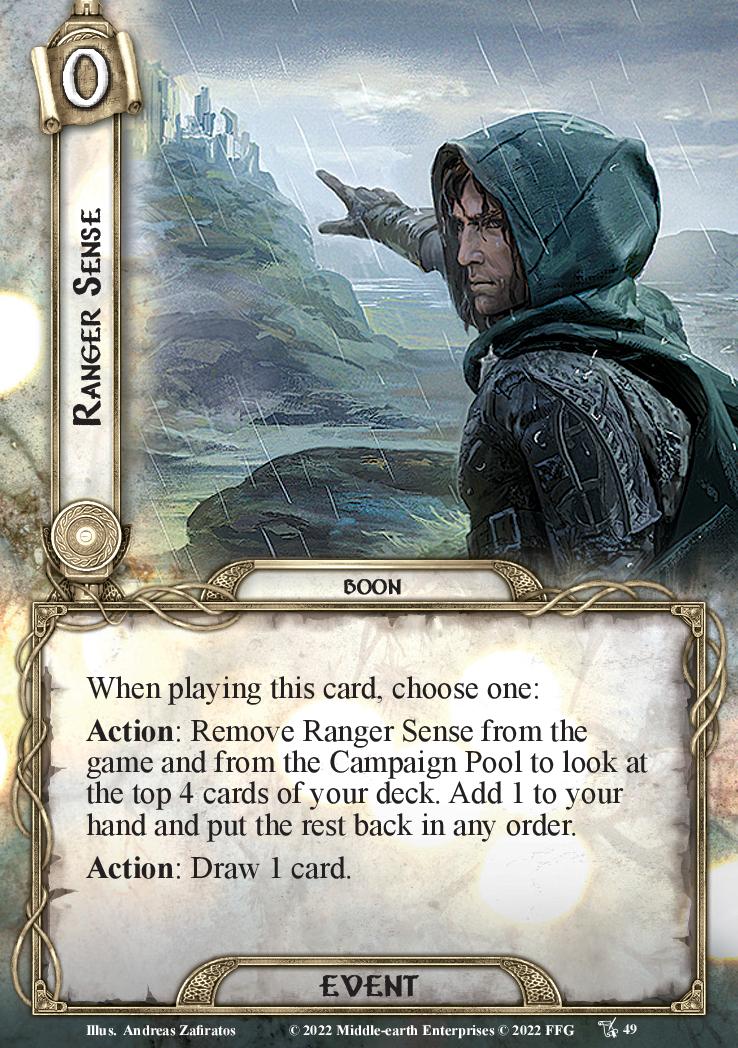 0
RANGER SENSE
BOON
When playing this card, choose one:
Action: Remove Ranger Sense from the
game and from the Campaign Pool to look at
the top 4 cards of your deck. Add 1 to your
hand and put the rest back in any order.
Action: Draw 1 card.
EVENT
Illus. Andreas Zafiratos © 2022 Middle-earth Enterprises © 2022 FFG 49